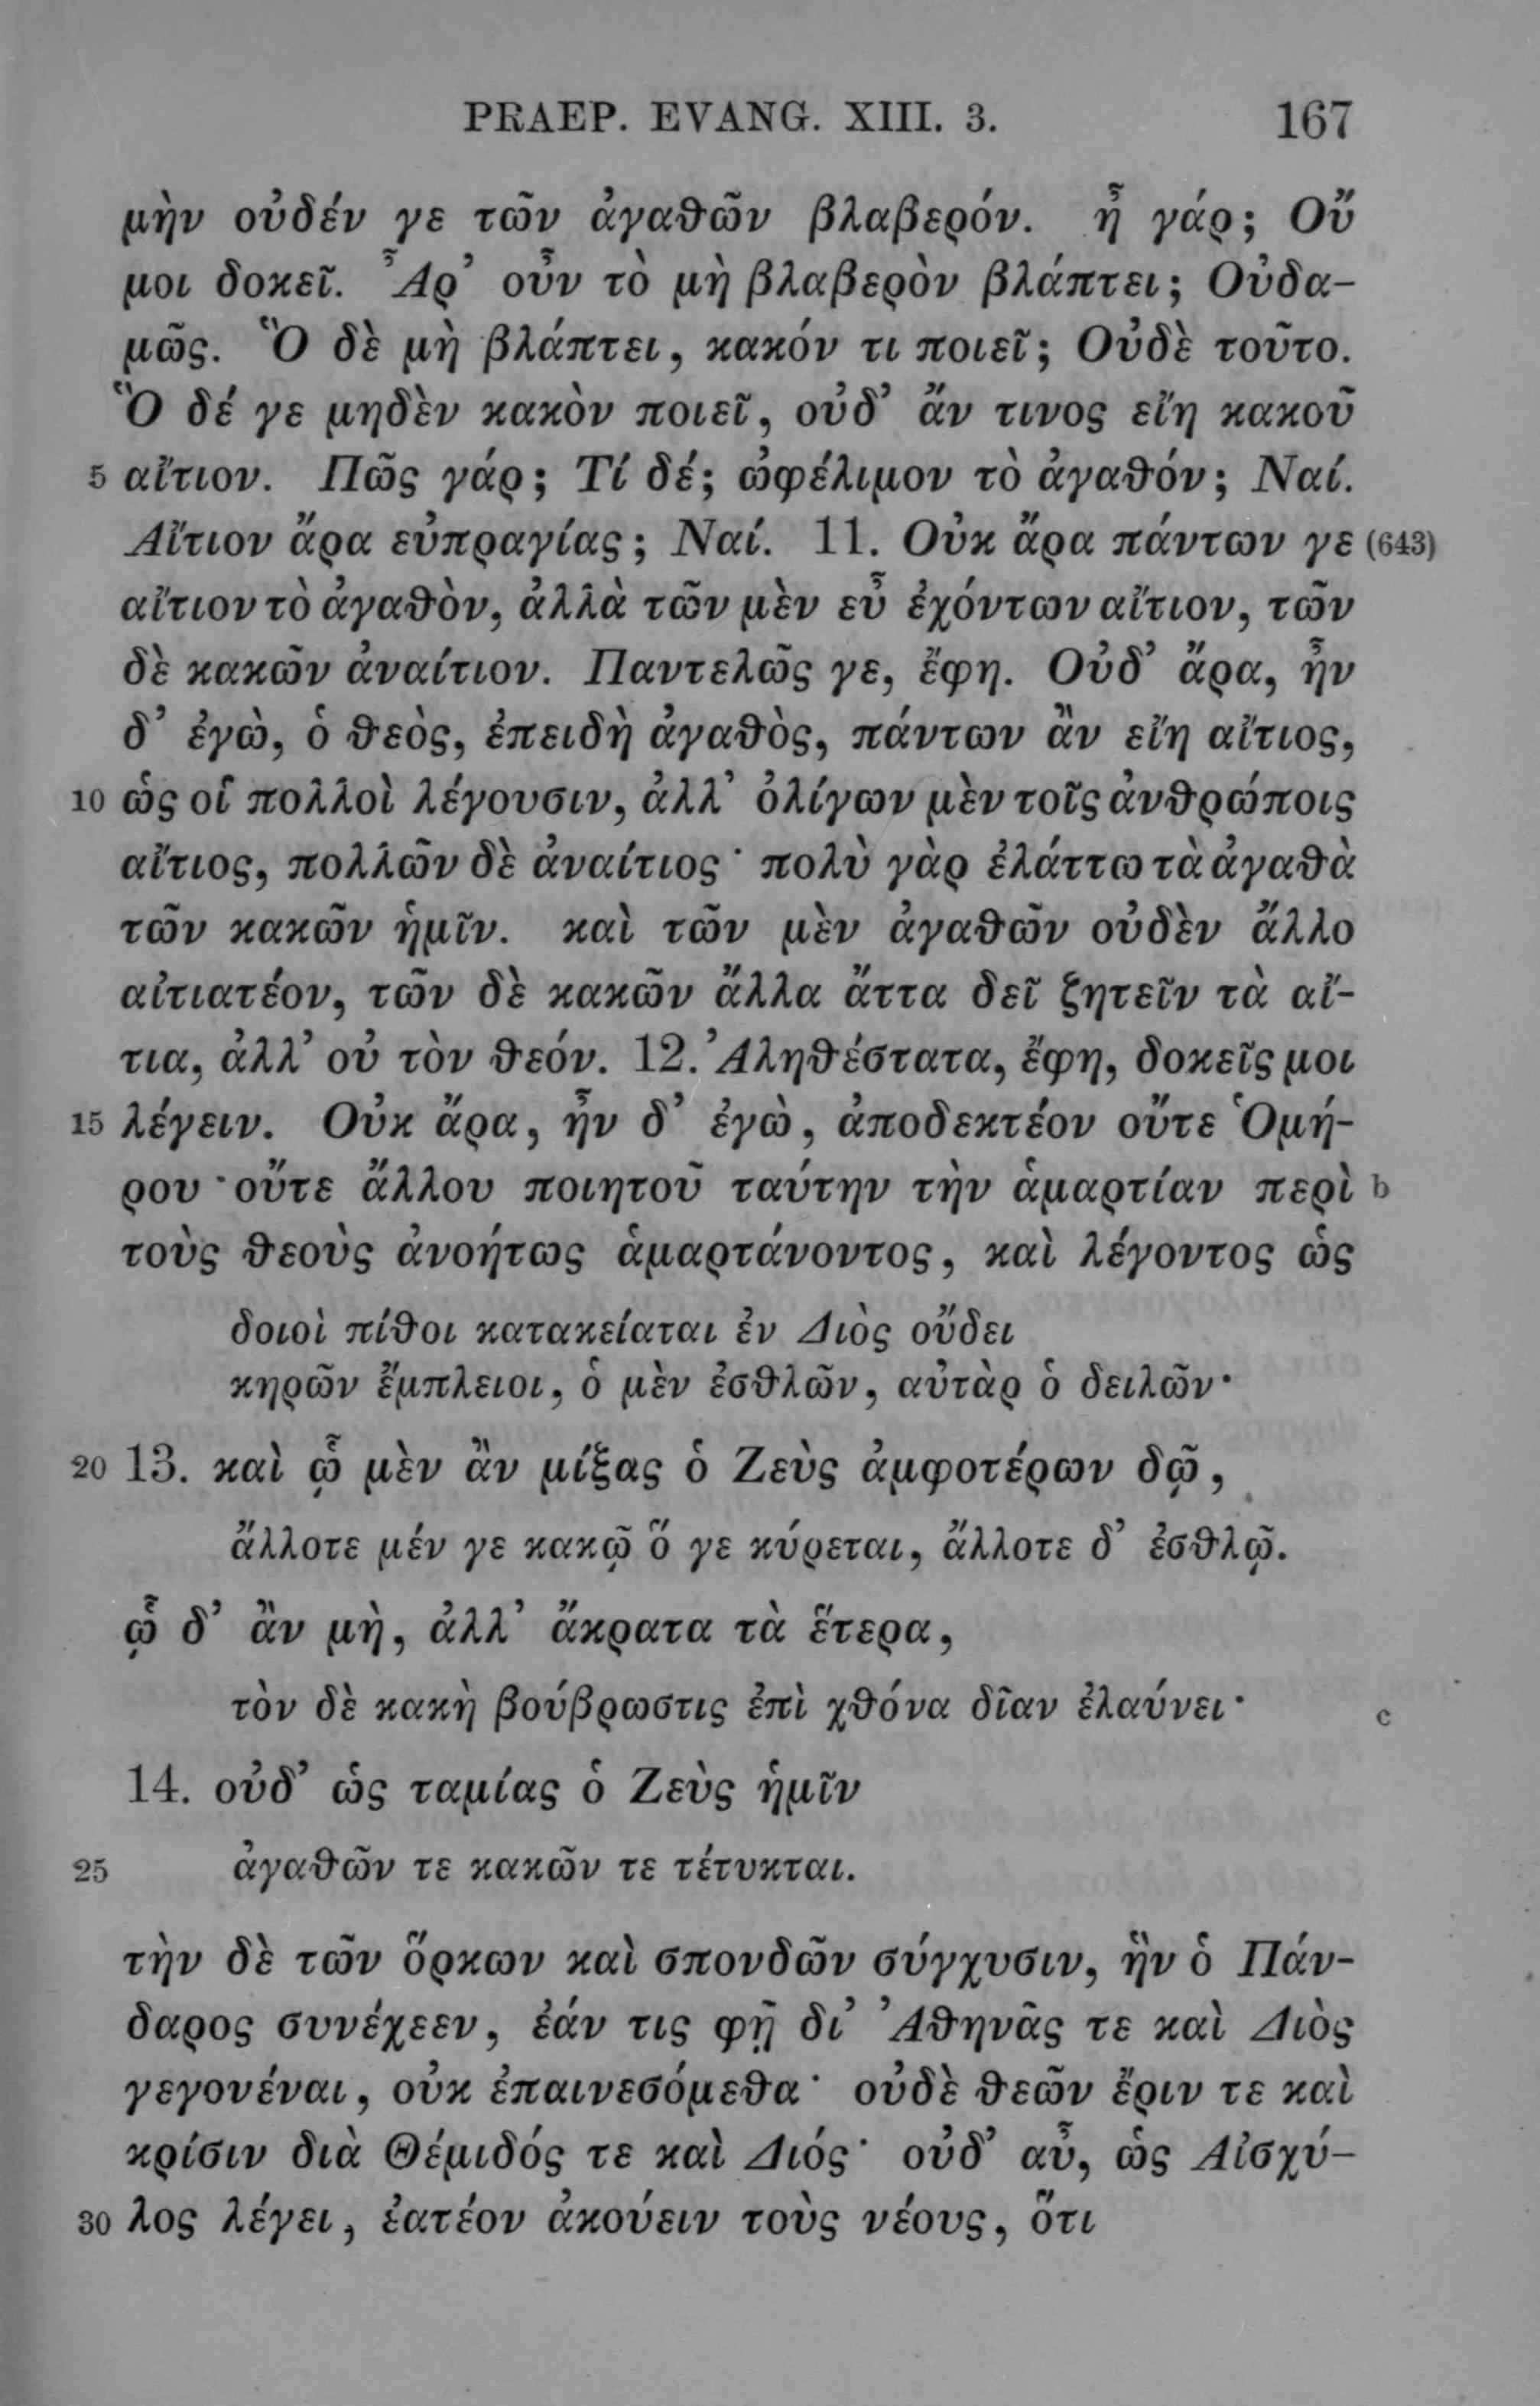 PRAEP. EVANG. XIII. 3. 167
μὴν οὐδέν γε τῶν ἀγαθῶν βλαβερόν. ἦ γάρ; Οὔ
μοι δοκεῖ. Ἆρ’ οὖν τὸ μὴ βλαβερὸν βλάπτει; Οὐδα-
μῶς. Ὃ δὲ μὴ βλάπτει, κακόν τι ποιεῖ; Οὐδὲ τοῦτο.
Ὃ δέ γε μηδὲν κακὸν ποιεῖ, οὐδ’ ἄν τινος εἴη κακοῦ
5 αἴτιον. Πῶς γάρ; Τί δέ; ὠφέλιμον τὸ ἀγαθόν; Ναί.
Αἴτιον ἄρα εὐπραγίας; Ναί. 11. Οὐκ ἄρα πάντων γε (643)
αἴτιον τὸ ἀγαθὸν, ἀλλὰ τῶν μὲν εὖ ἐχόντων αἴτιον, τῶν
δὲ κακῶν ἀναίτιον. Παντελῶς γε, ἔφη. Οὐδ’ ἄρα, ἦν
δ’ ἐγὼ, ὁ θεὸς, ἐπειδὴ ἀγαθὸς, πάντων ἂν εἴη αἴτιος,
10 ὡς οἱ πολλοὶ λέγουσιν, ἀλλ’ ὀλίγων μὲν τοῖς ἀνθρώποις
αἴτιος, πολλῶν δὲ ἀναίτιος· πολὺ γὰρ ἐλάττω τὰ ἀγαθὰ
τῶν κακῶν ἡμῖν. καὶ τῶν μὲν ἀγαθῶν οὐδὲν ἄλλο
αἰτιατέον, τῶν δὲ κακῶν ἄλλα ἄττα δεῖ ζητεῖν τὰ αἴ-
τια, ἀλλ’ οὐ τὸν θεόν. 12. Ἀληθέστατα, ἔφη, δοκεῖς μοι
15 λέγειν. Οὐκ ἄρα, ἦν δ’ ἐγὼ, ἀποδεκτέον οὔτε Ὁμή-
ρου οὔτε ἄλλου ποιητοῦ ταύτην τὴν ἁμαρτίαν περὶ b
τοὺς θεοὺς ἀνοήτως ἁμαρτάνοντος, καὶ λέγοντος ὡς
δοιοὶ πίθοι κατακείαται ἐν Διὸς οὔδει
κηρῶν ἔμπλειοι, ὁ μὲν ἐσθλῶν, αὐτὰρ ὁ δειλῶν·
20 13. καὶ ᾧ μὲν ἂν μίξας ὁ Ζεὺς ἀμφοτέρων δῷ,
ἄλλοτε μέν γε κακῷ ὅ γε κύρεται, ἄλλοτε δ’ ἐσθλῷ.
ᾧ δ’ ἂν μὴ, ἀλλ’ ἄκρατα τὰ ἕτερα,
τὸν δὲ κακὴ βούβρωστις ἐπὶ χθόνα δῖαν ἐλαύνει· c
14. οὐδ’ ὡς ταμίας ὁ Ζεὺς ἡμῖν
25 ἀγαθῶν τε κακῶν τε τέτυκται.
τὴν δὲ τῶν ὅρκων καὶ σπονδῶν σύγχυσιν, ἣν ὁ Πάν-
δαρος συνέχεεν, ἐάν τις φῇ δι’ Ἀθηνᾶς τε καὶ Διὸς
γεγονέναι, οὐκ ἐπαινεσόμεθα· οὐδὲ θεῶν ἔριν τε καὶ
κρίσιν διὰ Θέμιδός τε καὶ Διός· οὐδ’ αὖ, ὡς Αἰσχύ-
30 λος λέγει, ἐατέον ἀκούειν τοὺς νέους, ὅτι